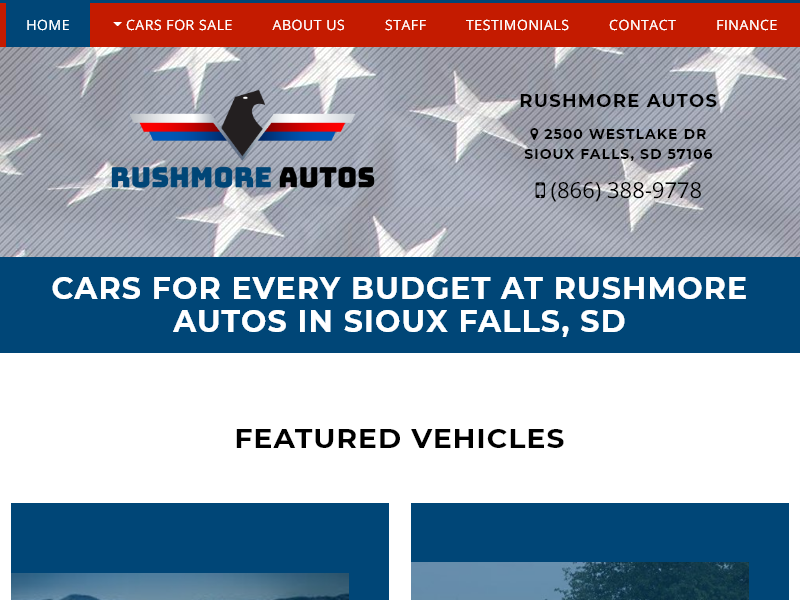 HOME CARS FOR SALE ABOUT US STAFF TESTIMONIALS CONTACT FINANCE
RUSHMORE AUTOS
RUSHMORE AUTOS
2500 WESTLAKE DR
SIOUX FALLS, SD 57106
(866) 388-9778
CARS FOR EVERY BUDGET AT RUSHMORE
AUTOS IN SIOUX FALLS, SD
FEATURED VEHICLES